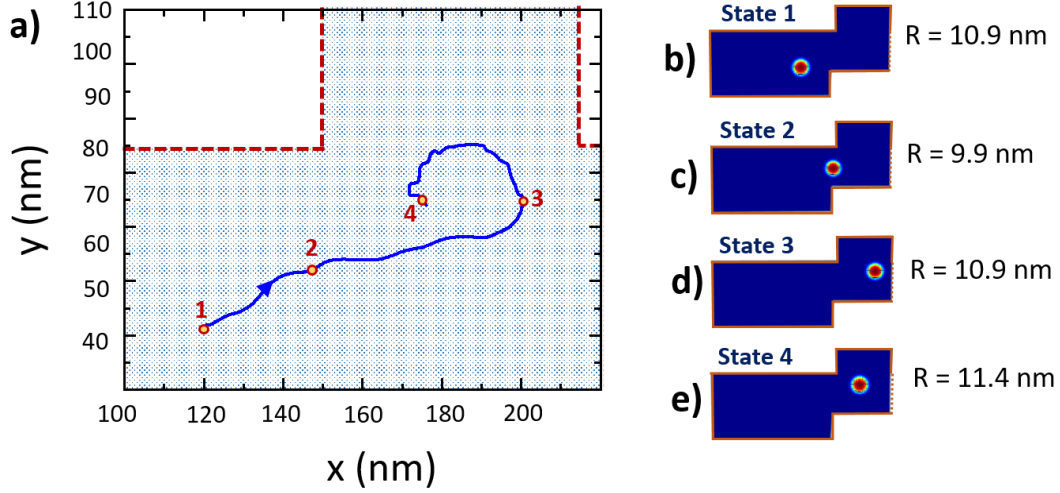 a)
110
100
90
80
70
60
50
40
y (nm)
100
120
140
160
180
200
x (nm)
1
2
3
4
State 1
b)
R = 10.9 nm
State 2
c)
R = 9.9 nm
State 3
d)
R = 10.9 nm
State 4
e)
R = 11.4 nm